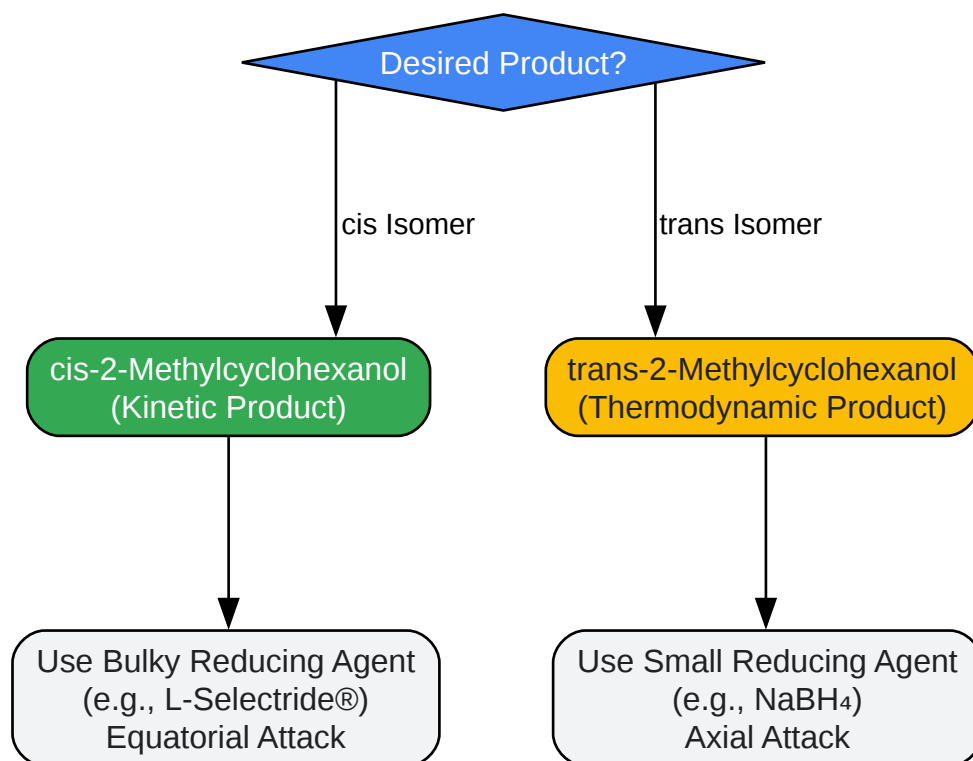 Desired Product?
cis Isomer
trans Isomer
cis-2-Methylcyclohexanol
(Kinetic Product)
trans-2-Methylcyclohexanol
(Thermodynamic Product)
Use Bulky Reducing Agent
(e.g., L-Selectride®)
Equatorial Attack
Use Small Reducing Agent
(e.g., NaBH₄)
Axial Attack